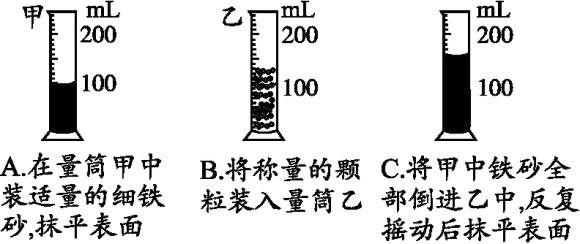 甲
mL
200
100
乙
mL
200
100
mL
200
100
A.在量筒甲中
装适量的细铁
砂,抹平表面
B.将称量的颗
粒装入量筒乙
C.将甲中铁砂全
部倒进乙中,反复
摇动后抹平表面